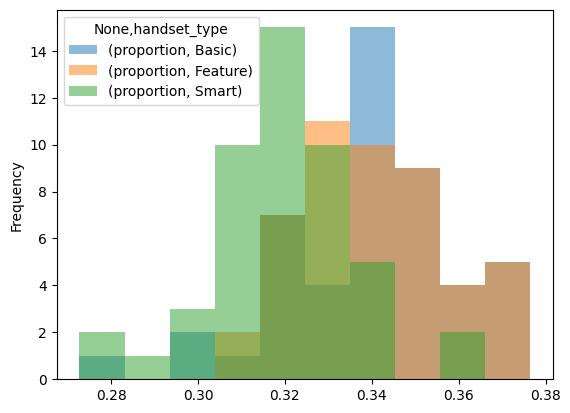 None,handset_type
(proportion, Basic)
(proportion, Feature)
(proportion, Smart)
Frequency
14
12
10
8
6
4
2
0
0.28 0.30 0.32 0.34 0.36 0.38